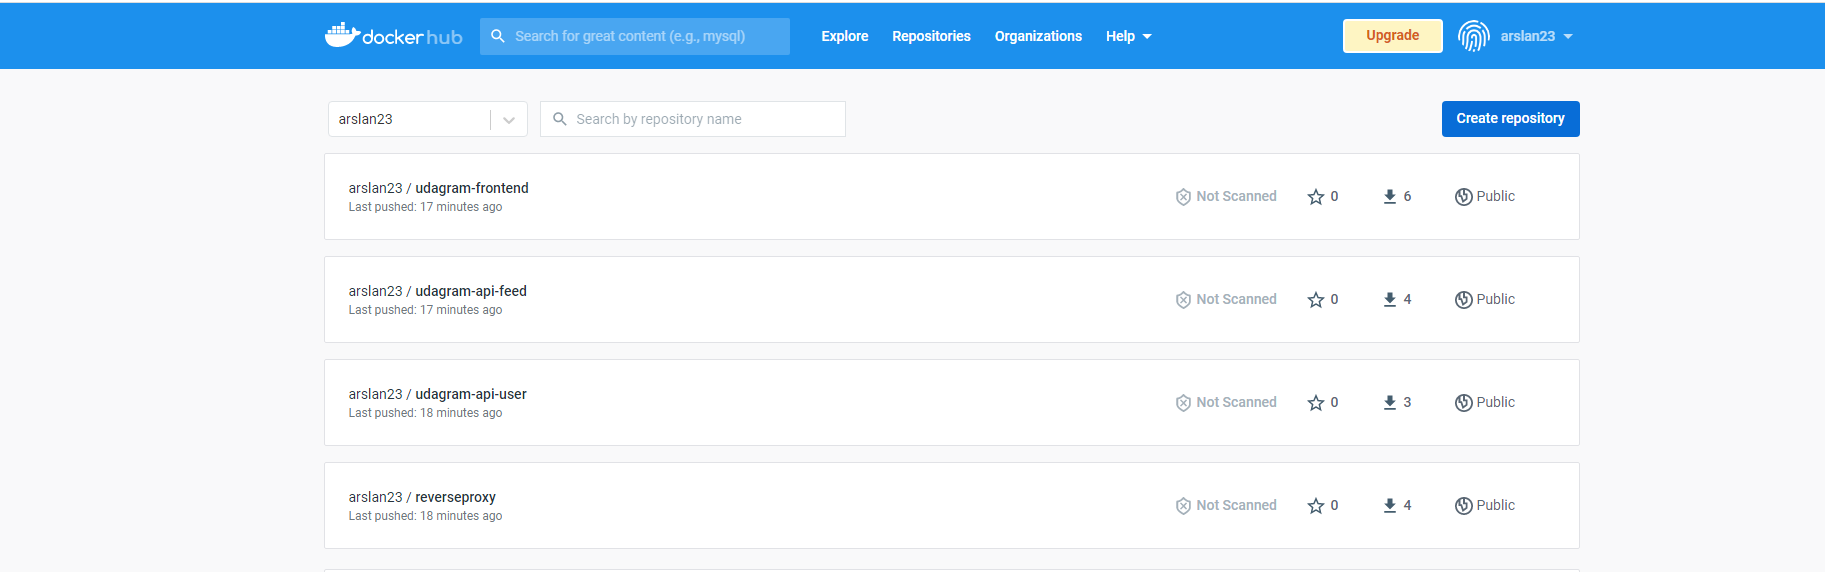 docker hub Search for great content (e.g., mysql) Explore Repositories Organizations Help Upgrade arslan23
arslan23 Search by repository name Create repository
arslan23 / udagram-frontend Not Scanned 0 6 Public
Last pushed: 17 minutes ago
arslan23 / udagram-api-feed Not Scanned 0 4 Public
Last pushed: 17 minutes ago
arslan23 / udagram-api-user Not Scanned 0 3 Public
Last pushed: 18 minutes ago
arslan23 / reverseproxy Not Scanned 0 4 Public
Last pushed: 18 minutes ago